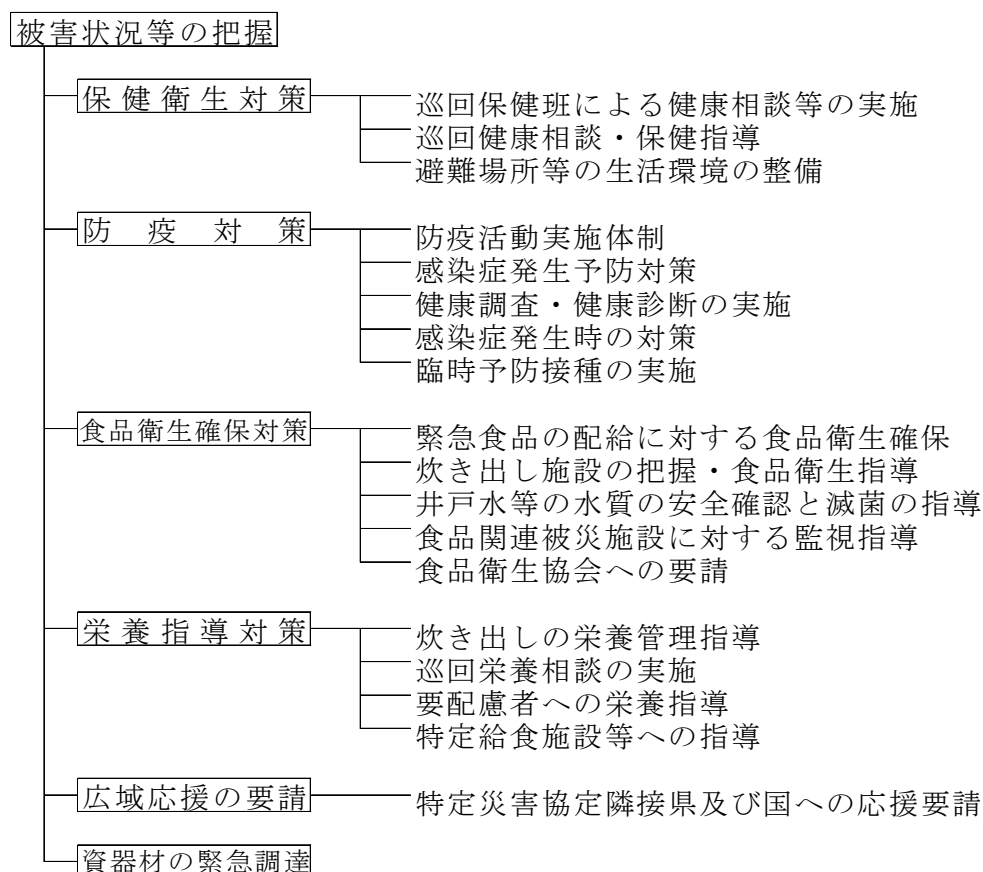 被害状況等の把握
保健衛生対策
巡回保健班による健康相談等の実施
巡回健康相談・保健指導
避難場所等の生活環境の整備
防疫対策
防疫活動実施体制
感染症発生予防対策
健康調査・健康診断の実施
感染症発生時の対策
臨時予防接種の実施
食品衛生確保対策
緊急食品の配給に対する食品衛生確保
炊き出し施設の把握・食品衛生指導
井戸水等の水質の安全確認と滅菌の指導
食品関連被災施設に対する監視指導
食品衛生協会への要請
栄養指導対策
炊き出しの栄養管理指導
巡回栄養相談の実施
要配慮者への栄養指導
特定給食施設等への指導
広域応援の要請
特定災害協定隣接県及び国への応援要請
資器材の緊急調達